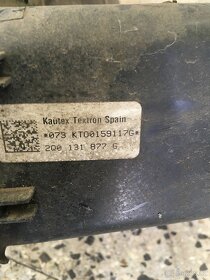 Kautex Textron Spain
*073 KT00159117G*
2Q0 131 877 G